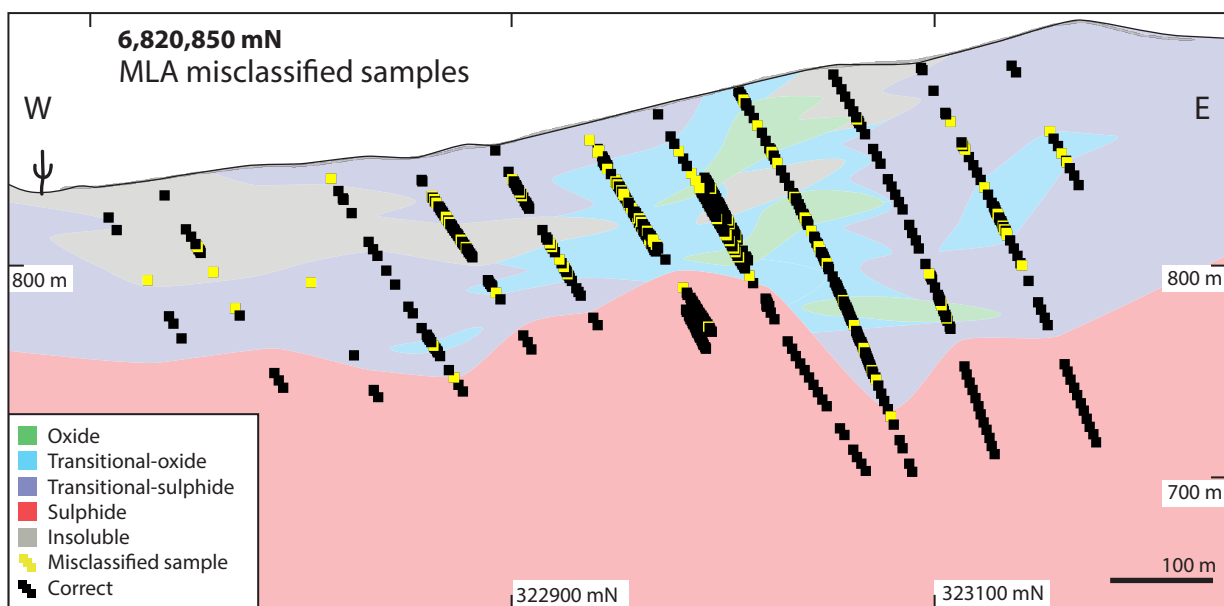 6,820,850 mN
MLA misclassified samples
W
E
800 m
800 m
700 m
Oxide
Transitional-oxide
Transitional-sulphide
Sulphide
Insoluble
Misclassified sample
Correct
322900 mN
323100 mN
100 m